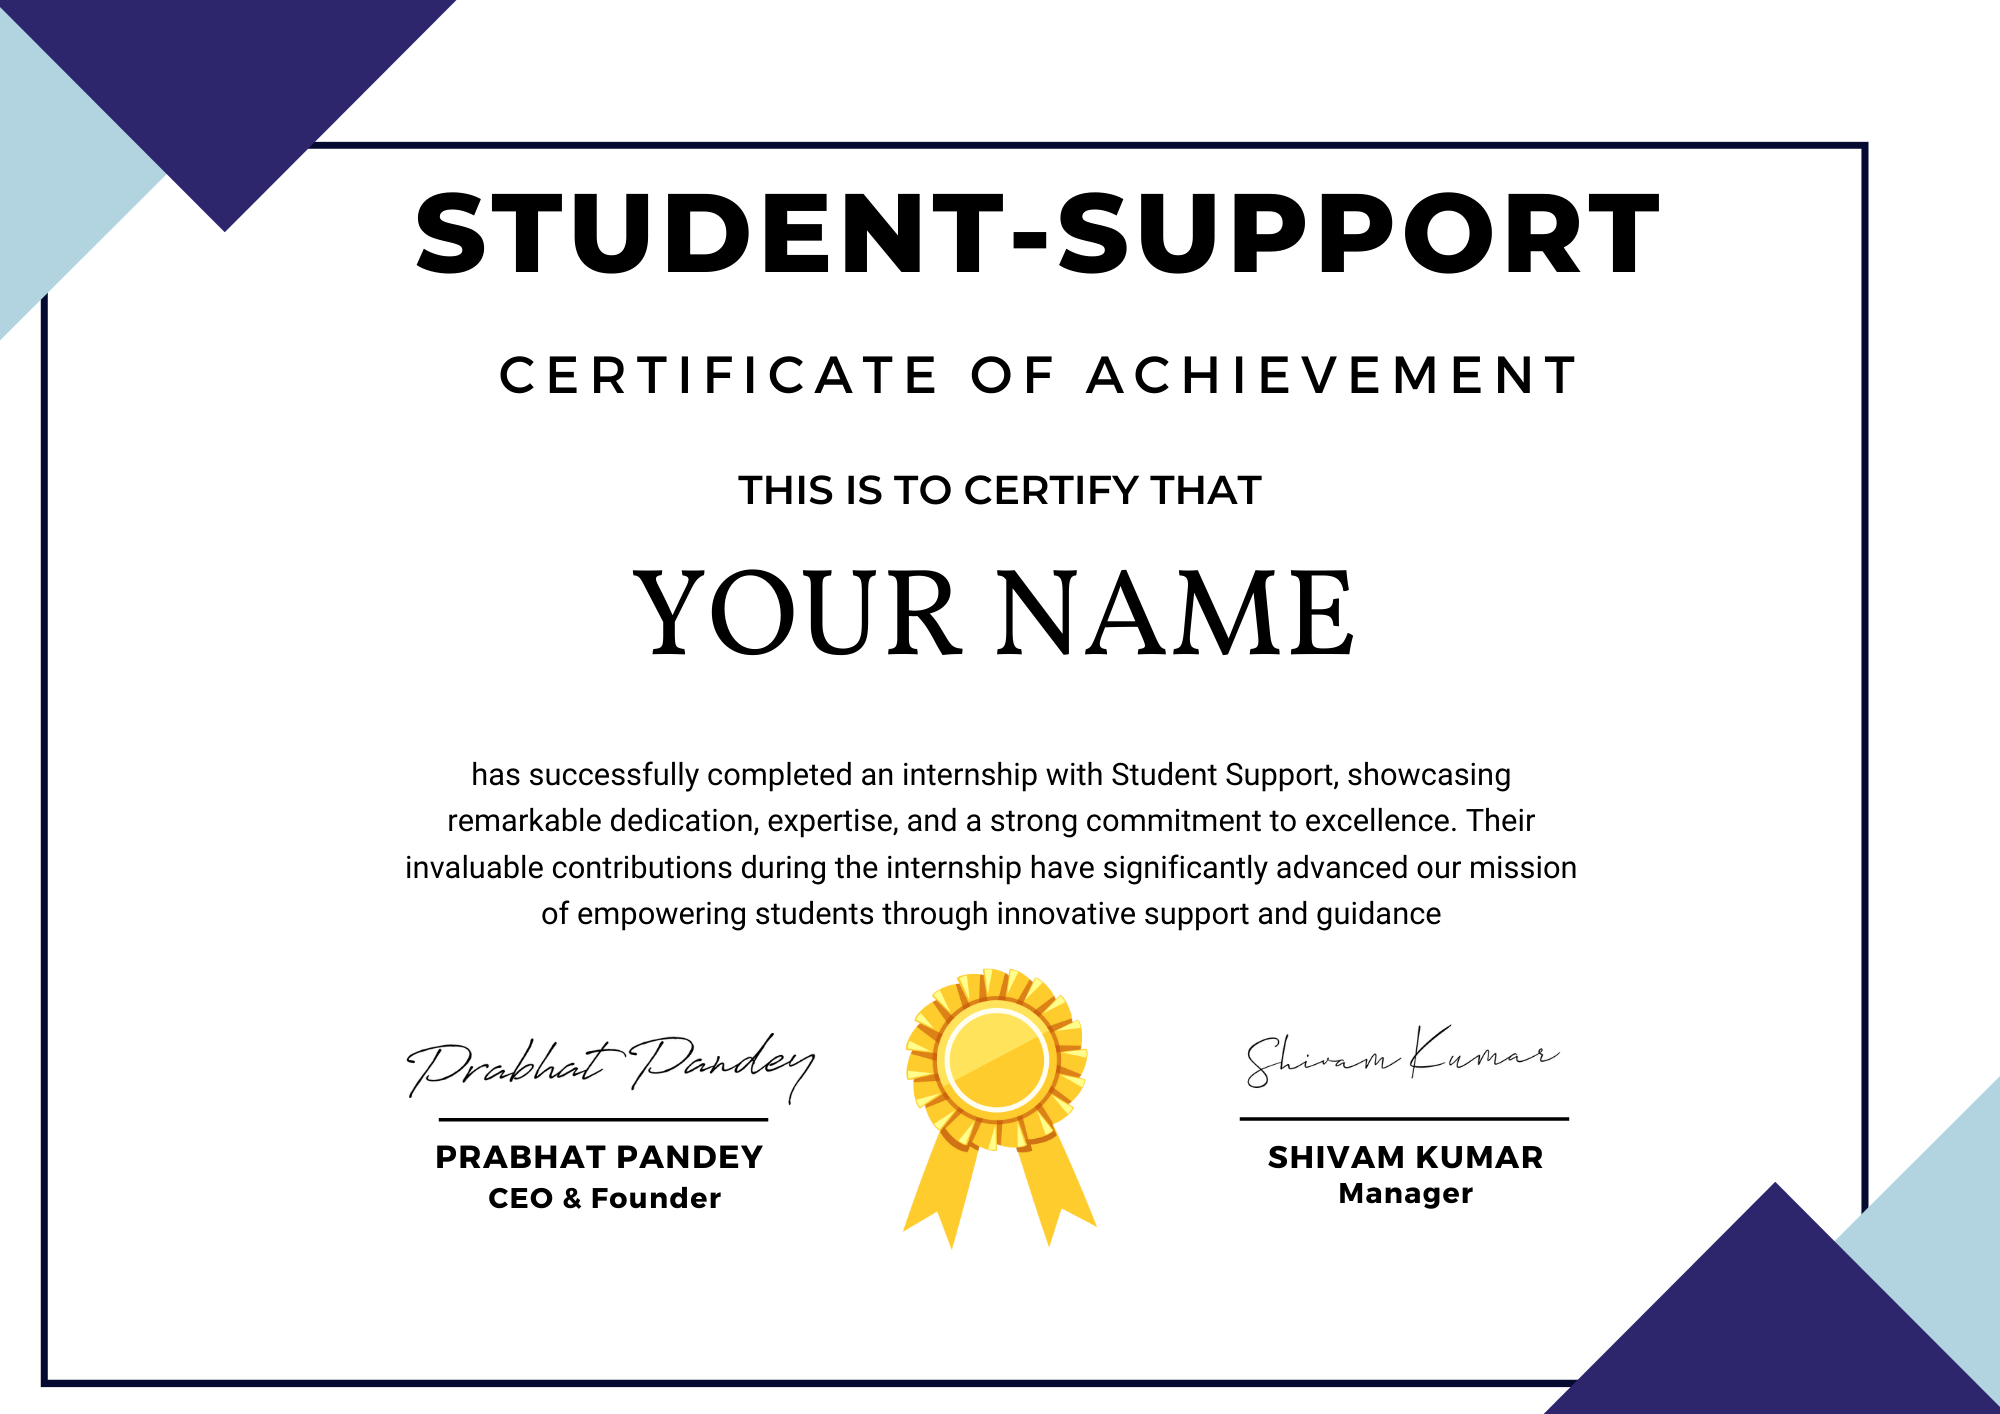 STUDENT-SUPPORT
CERTIFICATE OF ACHIEVEMENT
THIS IS TO CERTIFY THAT
YOUR NAME
has successfully completed an internship with Student Support, showcasing
remarkable dedication, expertise, and a strong commitment to excellence. Their
invaluable contributions during the internship have significantly advanced our mission
of empowering students through innovative support and guidance
Prabhat Pandey
PRABHAT PANDEY
CEO & Founder
Shivam Kumar
SHIVAM KUMAR
Manager